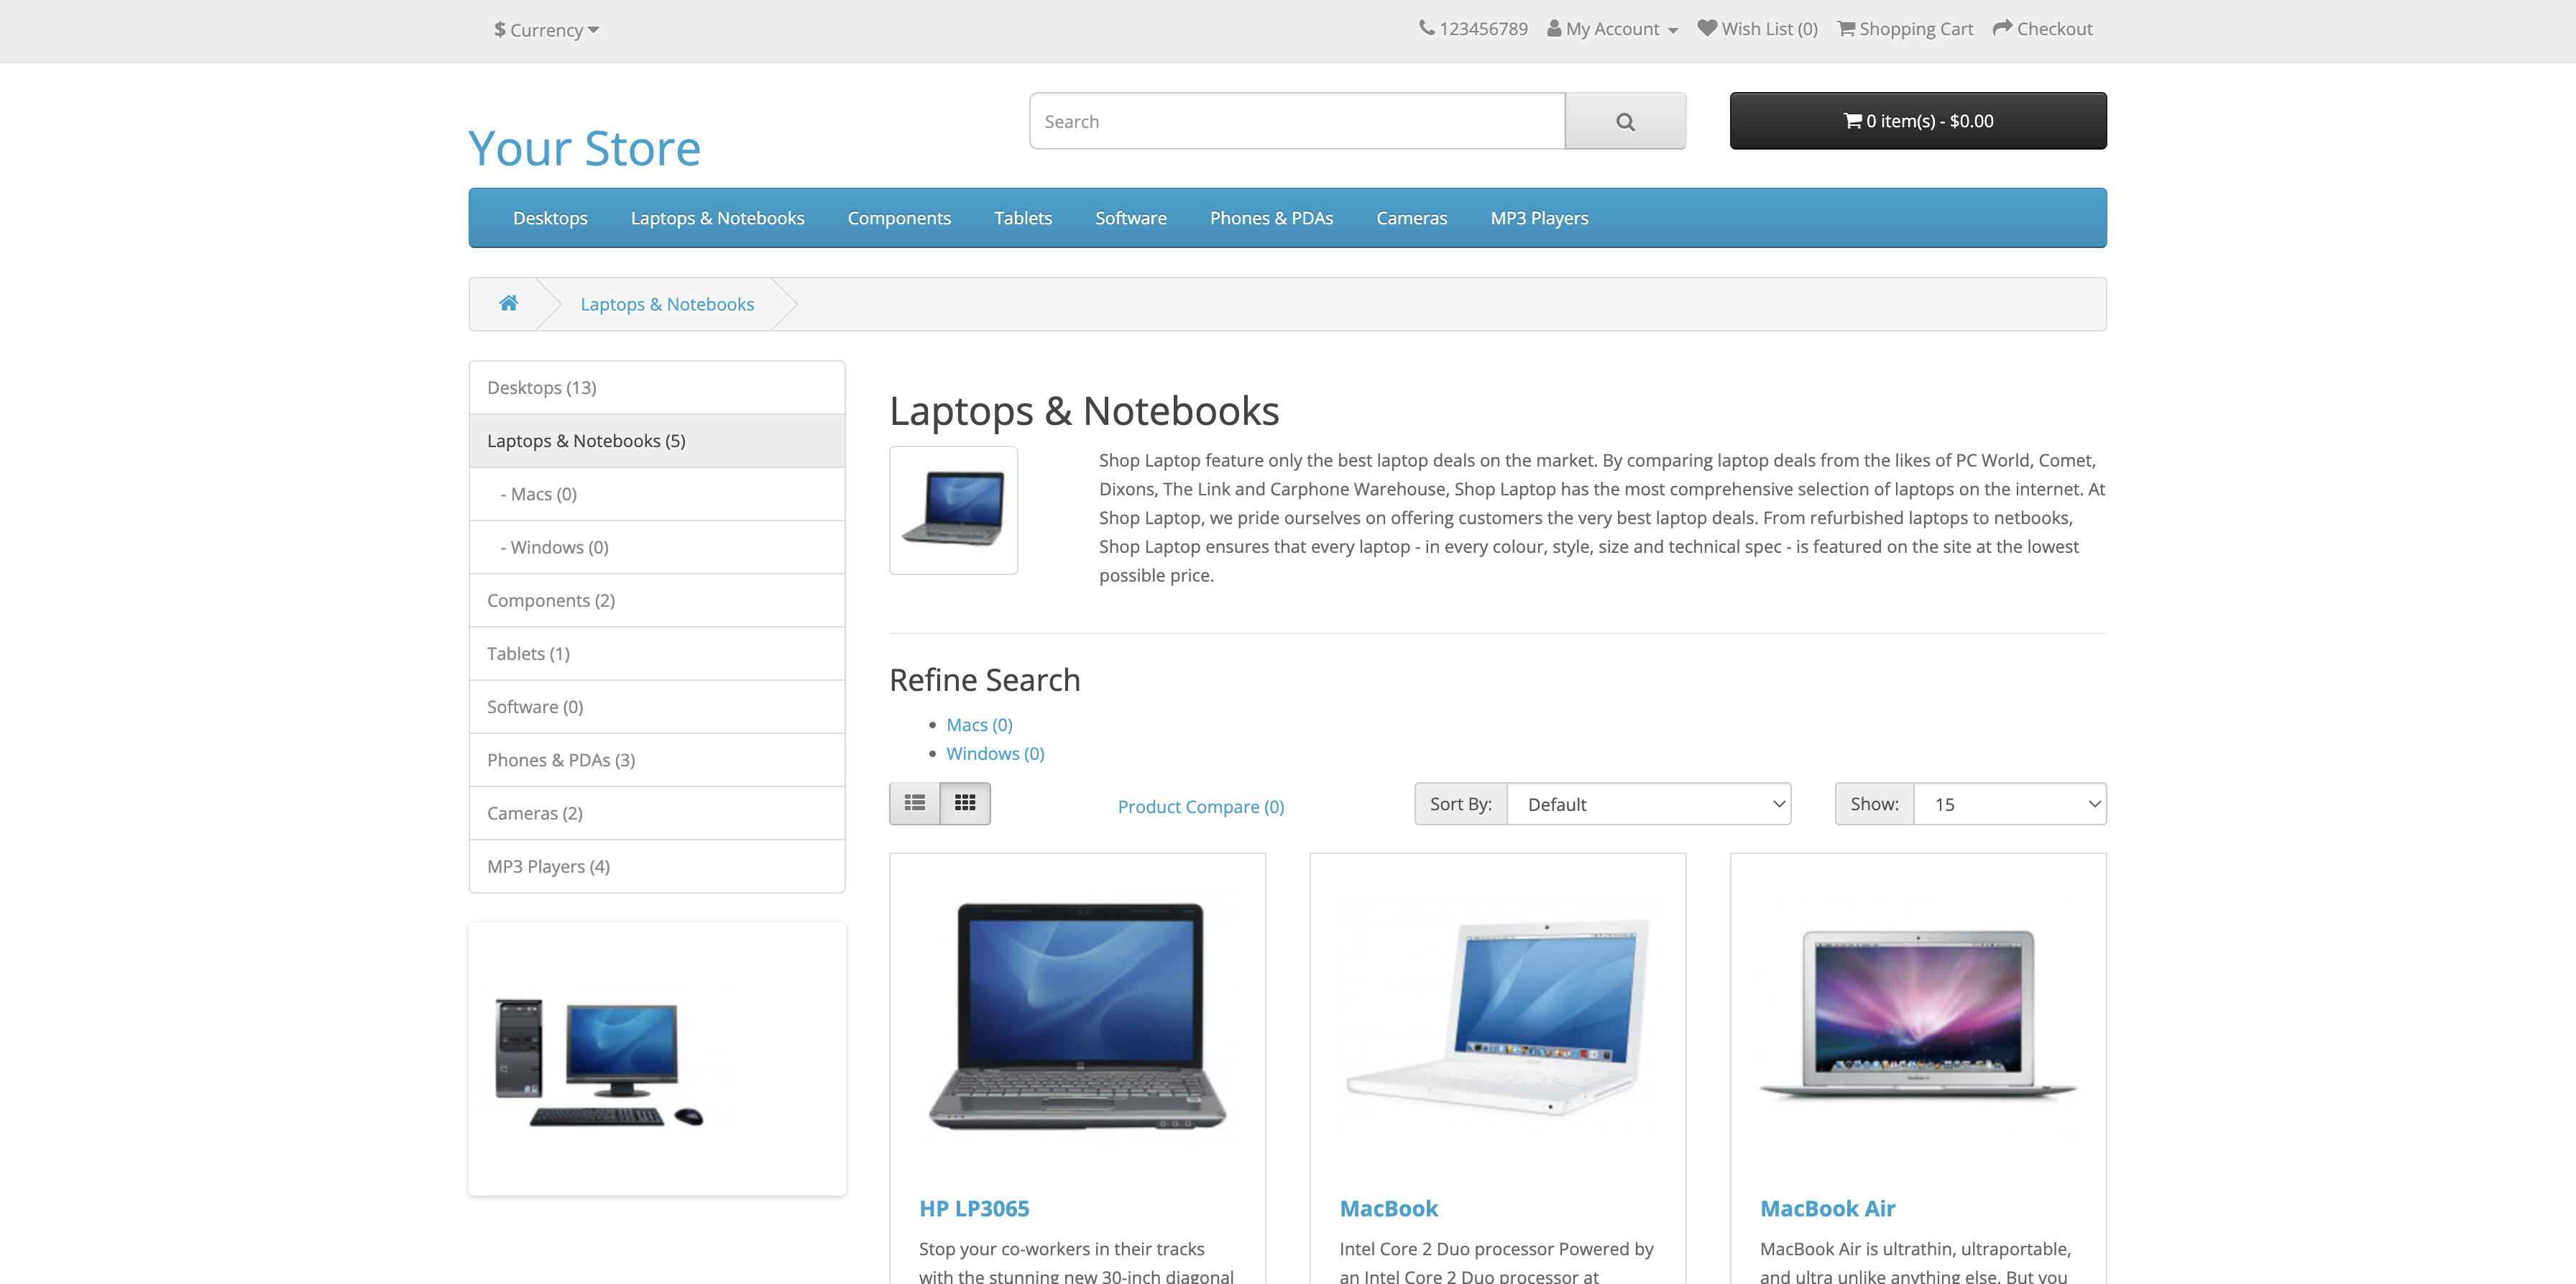 $ Currency
123456789 My Account Wish List (0) Shopping Cart Checkout
Your Store
Search
0 item(s) - $0.00
Desktops Laptops & Notebooks Components Tablets Software Phones & PDAs Cameras MP3 Players
Laptops & Notebooks
Desktops (13)
Laptops & Notebooks (5)
- Macs (0)
- Windows (0)
Components (2)
Tablets (1)
Software (0)
Phones & PDAs (3)
Cameras (2)
MP3 Players (4)
Laptops & Notebooks
Shop Laptop feature only the best laptop deals on the market. By comparing laptop deals from the likes of PC World, Comet,
Dixons, The Link and Carphone Warehouse, Shop Laptop has the most comprehensive selection of laptops on the internet. At
Shop Laptop, we pride ourselves on offering customers the very best laptop deals. From refurbished laptops to netbooks,
Shop Laptop ensures that every laptop - in every colour, style, size and technical spec - is featured on the site at the lowest
possible price.
Refine Search
Macs (0)
Windows (0)
Product Compare (0)
Sort By: Default
Show: 15
HP LP3065
Stop your co-workers in their tracks
with the stunning new 30-inch diagonal
MacBook
Intel Core 2 Duo processor Powered by
an Intel Core 2 Duo processor at
MacBook Air
MacBook Air is ultrathin, ultraportable,
and ultra unlike anything else. But you